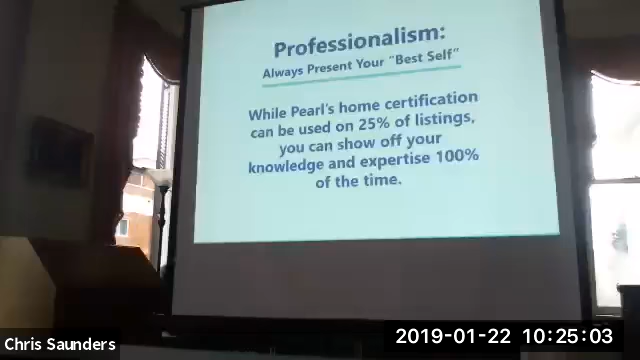 Professionalism:
Always Present Your "Best Self"
While Pearl's home certification
can be used on 25% of listings,
you can show off your
knowledge and expertise 100%
of the time.
Chris Saunders
2019-01-22 10:25:03